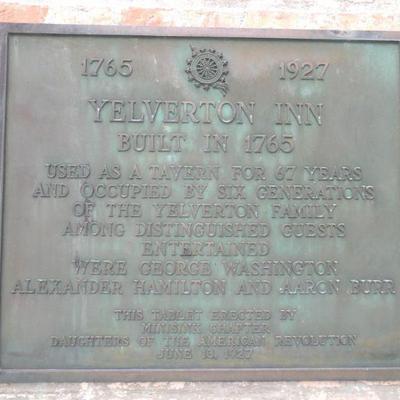 1765 1927
YELVERTON INN
BUILT IN 1765
USED AS A TAVERN FOR 67 YEARS
AND OCCUPIED BY SIX GENERATIONS
OF THE YELVERTON FAMILY
AMONG DISTINGUISHED GUESTS
ENTERTAINED
WERE GEORGE WASHINGTON
ALEXANDER HAMILTON AND AARON BURR
THIS TABLET ERECTED BY
MINISINK CHAPTER
DAUGHTERS OF THE AMERICAN REVOLUTION
JUNE 14, 1927